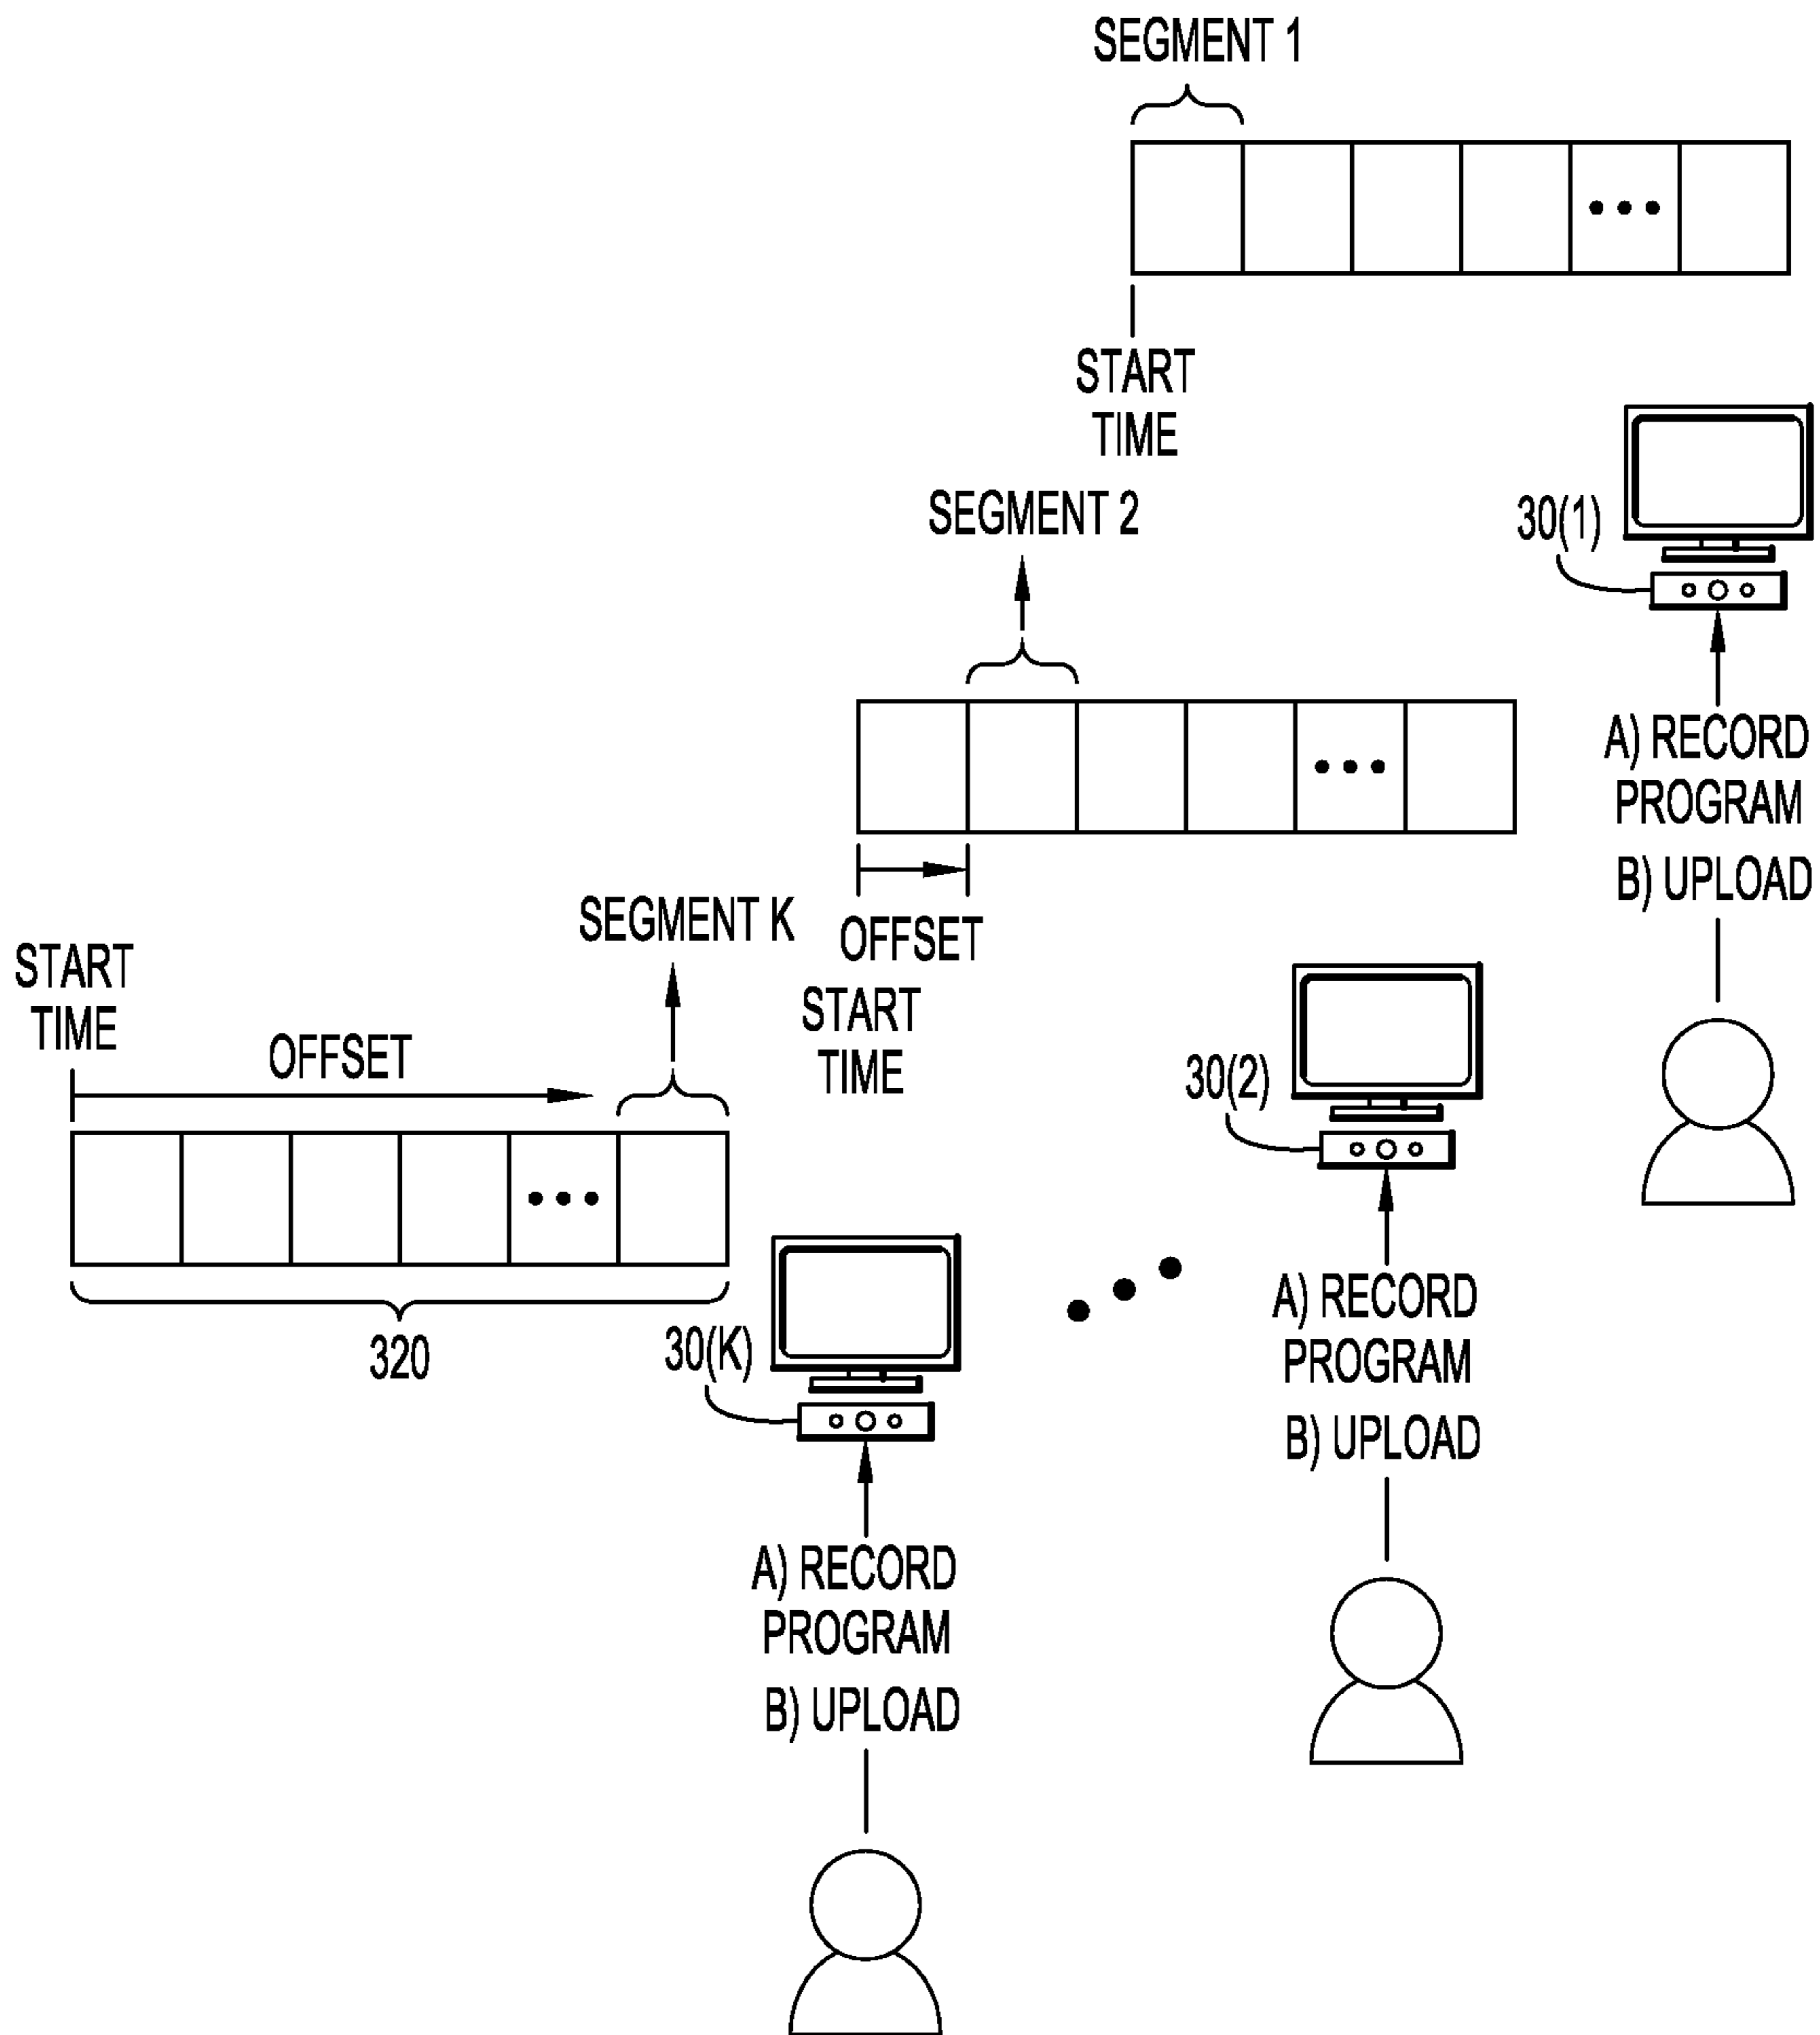 SEGMENT 1
START
TIME
30(1)
A) RECORD
PROGRAM
B) UPLOAD
SEGMENT 2
OFFSET
START
TIME
30(2)
A) RECORD
PROGRAM
B) UPLOAD
SEGMENT K
START
TIME
OFFSET
320
30(K)
A) RECORD
PROGRAM
B) UPLOAD